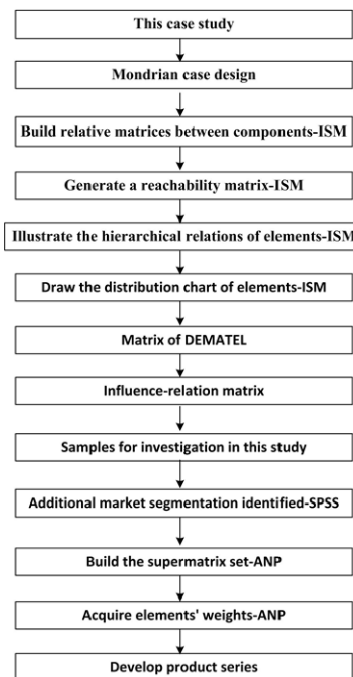 This case study
Mondrian case design
Build relative matrices between components-ISM
Generate a reachability matrix-ISM
Illustrate the hierarchical relations of elements-ISM
Draw the distribution chart of elements-ISM
Matrix of DEMATEL
Influence-relation matrix
Samples for investigation in this study
Additional market segmentation identified-SPSS
Build the supermatrix set-ANP
Acquire elements' weights-ANP
Develop product series